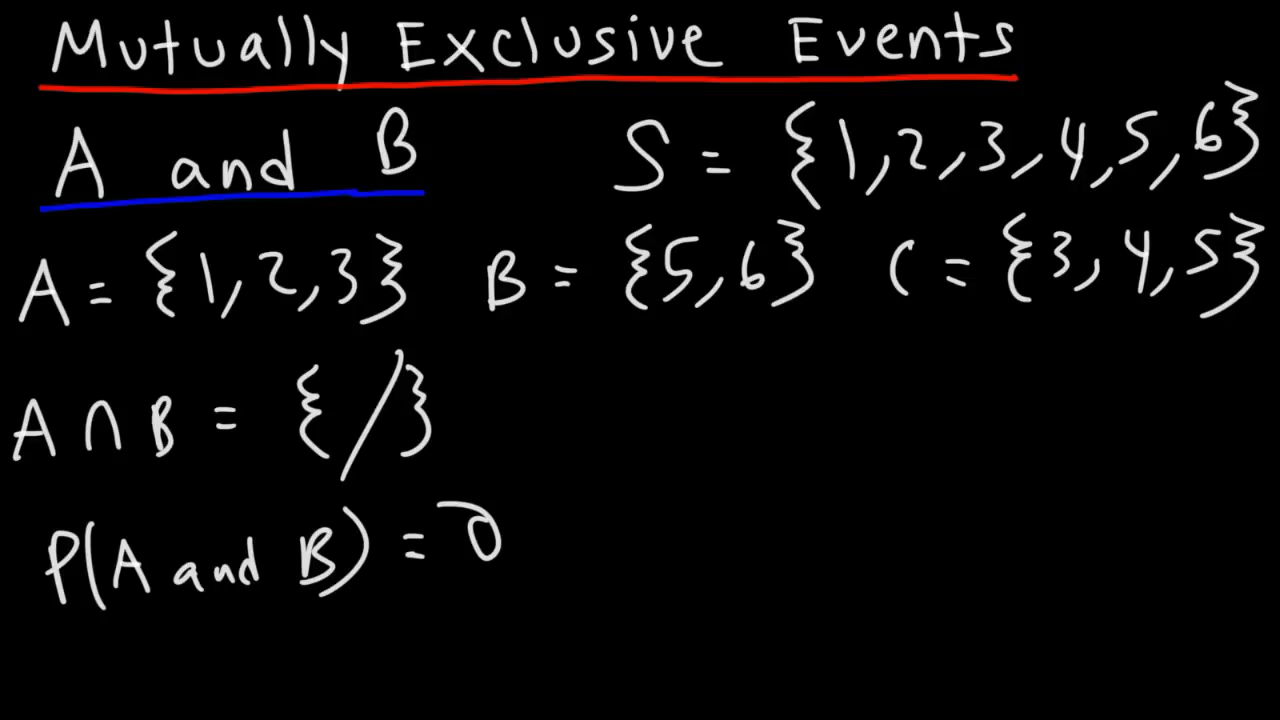 Mutually Exclusive Events
A and B S = {1, 2, 3, 4, 5, 6}
A = {1, 2, 3} B = {5, 6} C = {3, 4, 5}
A ∩ B = { / }
P(A and B) = 0